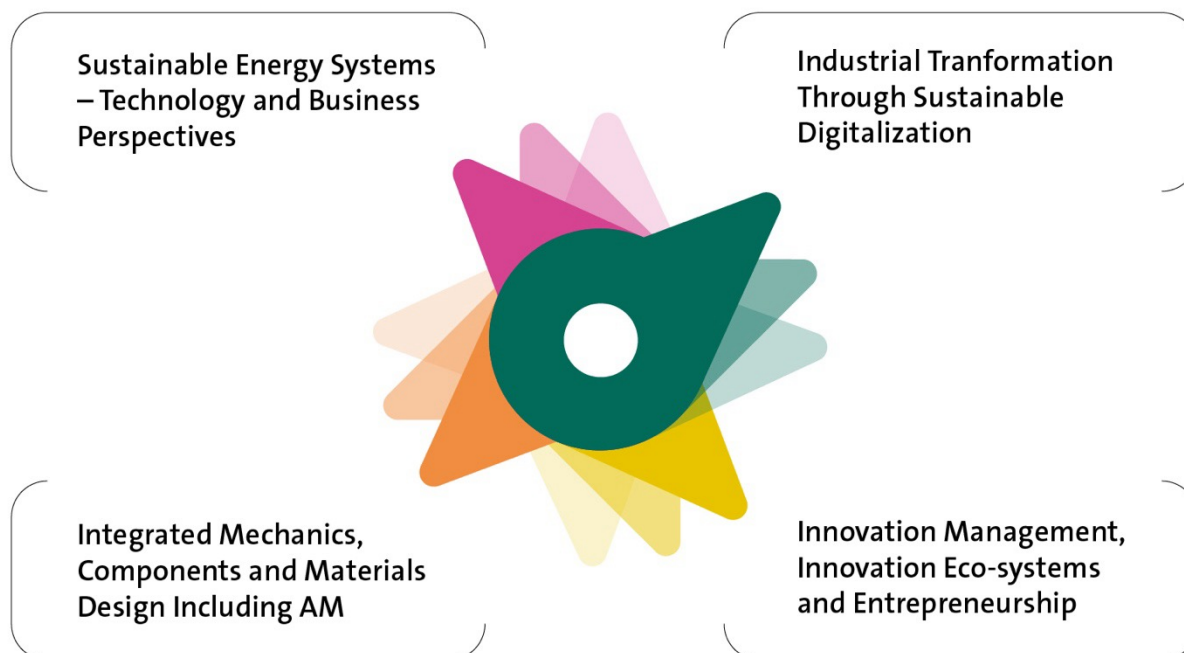 Sustainable Energy Systems
– Technology and Business
Perspectives
Industrial Tranformation
Through Sustainable
Digitalization
Integrated Mechanics,
Components and Materials
Design Including AM
Innovation Management,
Innovation Eco-systems
and Entrepreneurship